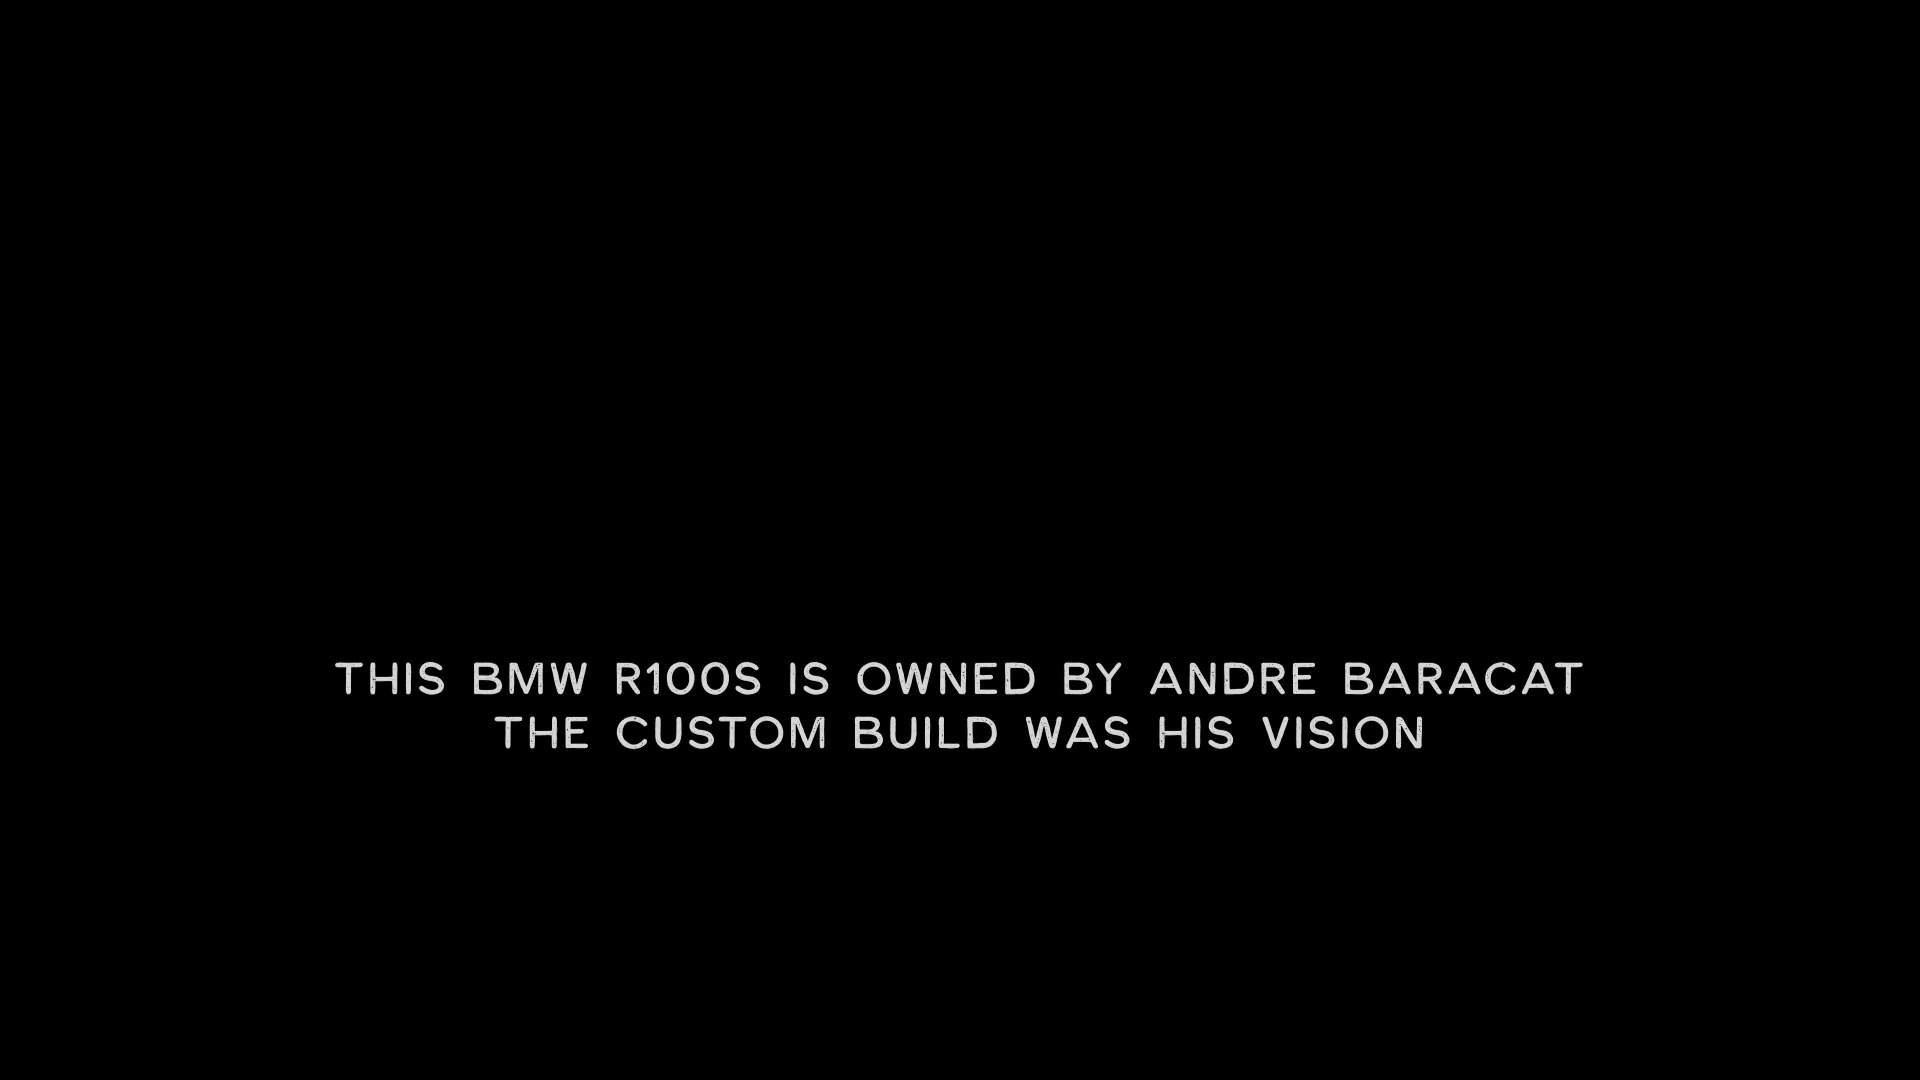 THIS BMW R100S IS OWNED BY ANDRE BARACAT
THE CUSTOM BUILD WAS HIS VISION